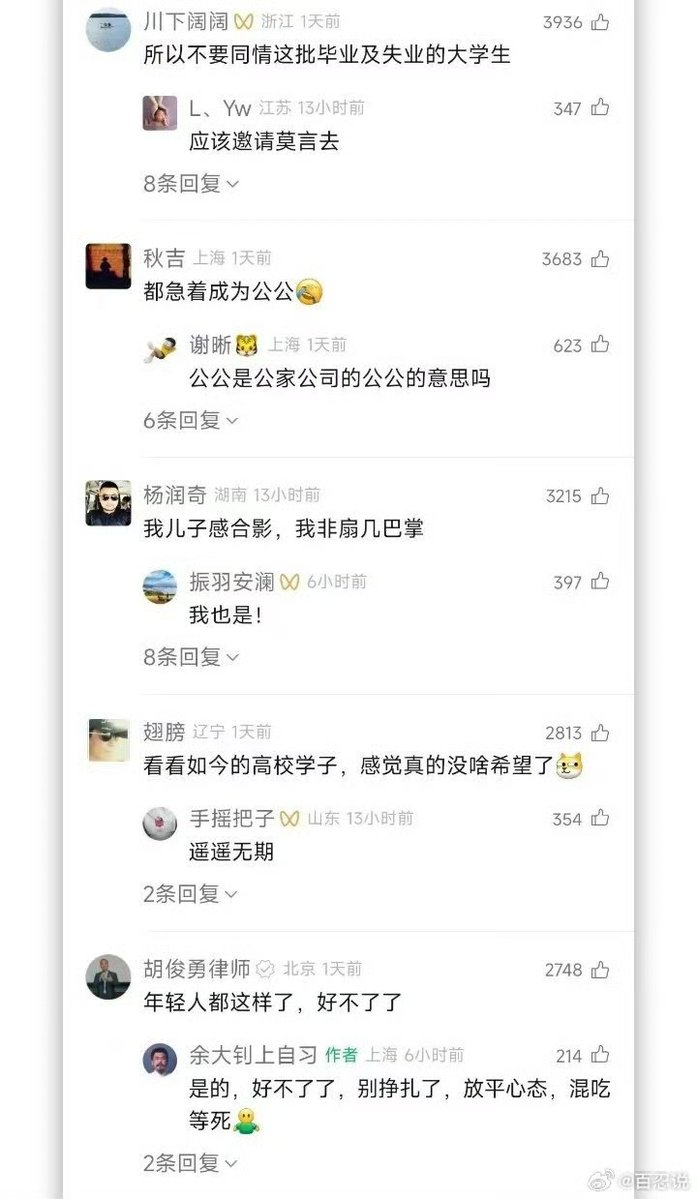 川下阔阔 浙江 1天前 3936
所以不要同情这批毕业及失业的大学生
L、Yw 江苏 13小时前 347
应该邀请莫言去
8条回复
秋吉 上海 1天前 3683
都急着成为公公
谢晰 上海 1天前 623
公公是公家公司的公公的意思吗
6条回复
杨润奇 湖南 13小时前 3215
我儿子感合影，我非扇几巴掌
振羽安澜 6小时前 397
我也是！
8条回复
翅膀 辽宁 1天前 2813
看看如今的高校学子，感觉真的没啥希望了
手摇把子 山东 13小时前 354
遥遥无期
2条回复
胡俊勇律师 北京 1天前 2748
年轻人都这样了，好不了了
余大钊上自习 作者 上海 6小时前 214
是的，好不了了，别挣扎了，放平心态，混吃
等死
2条回复
@百忍说